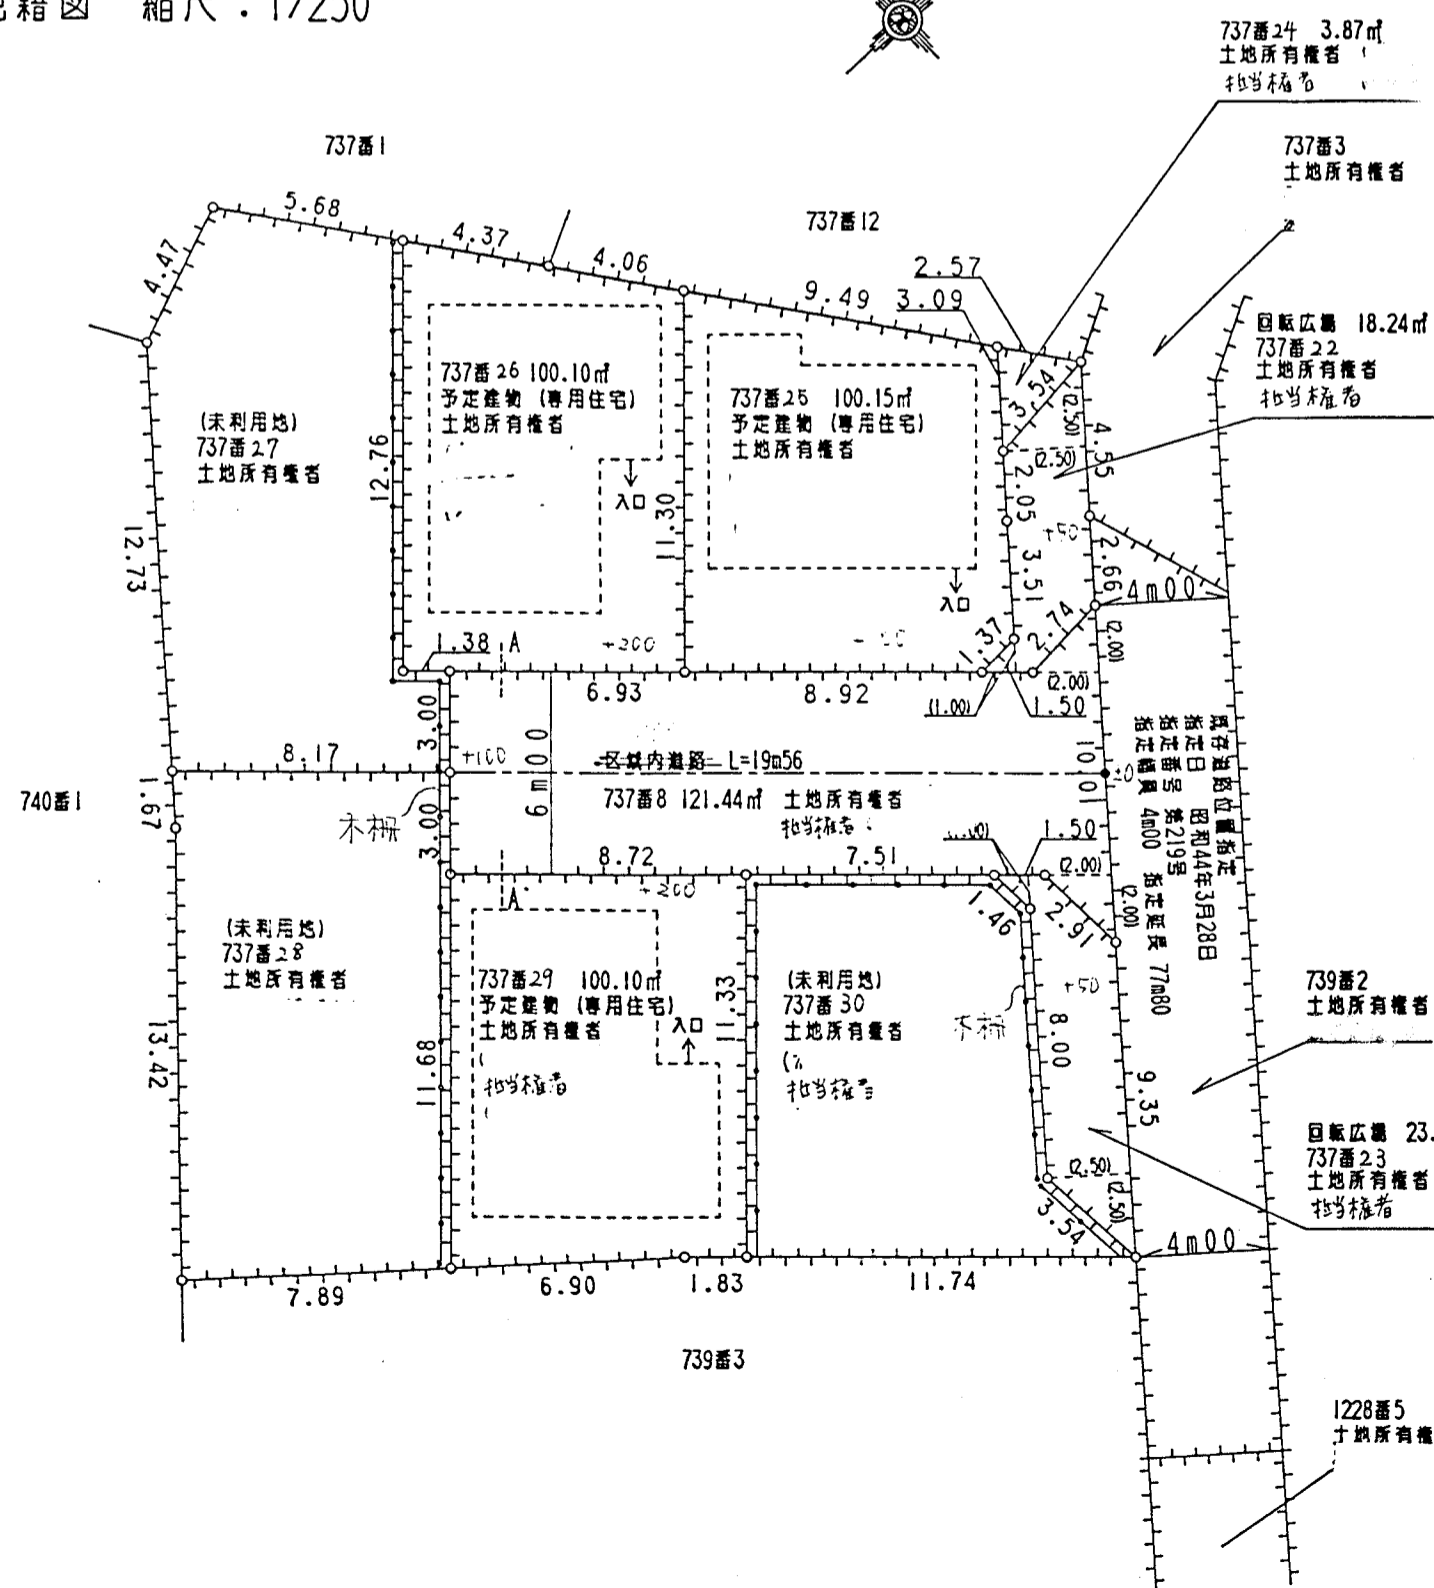 地籍図 縮尺:1/250
737番24 3.87㎡
土地所有権者
抵当権者
737番3
土地所有権者
737番1
737番12
5.68
4.37
4.06
9.49
2.57
3.09
4.47
回転広場 18.24㎡
737番22
土地所有権者
抵当権者
(未利用地)
737番27
土地所有権者
737番26 100.10㎡
予定建物 (専用住宅)
土地所有権者
入口
737番25 100.15㎡
予定建物 (専用住宅)
土地所有権者
入口
12.76
11.30
3.54
(2.50)
(2.50)
4.55
2.05
+50
3.51
2.66
4m00
12.73
1.38
A
+200
1.37
2.74
(2.00)
(2.00)
6.93
8.92
(1.00)
1.50
3.00
8.17
+100
6m00
区域内道路 L=19m56
737番8 121.44㎡ 土地所有権者
抵当権者
10.01
±0
既存道路位置指定
指定日 昭和44年3月28日
指定番号 第219号
指定幅員 4m00 指定延長 77m80
740番1
1.67
木柵
3.00
(1.00)
1.50
8.72
7.51
(2.00)
(2.00)
A'
+200
1.46
2.91
(未利用地)
737番28
土地所有権者
737番29 100.10㎡
予定建物 (専用住宅)
土地所有権者
抵当権者
入口
11.33
(未利用地)
737番30
土地所有権者
抵当権者
木柵
+50
8.00
739番2
土地所有権者
13.42
11.68
9.35
回転広場 23.
737番23
土地所有権者
抵当権者
(2.50)
(2.50)
3.54
4m00
7.89
6.90
1.83
11.74
739番3
1228番5
土地所有権